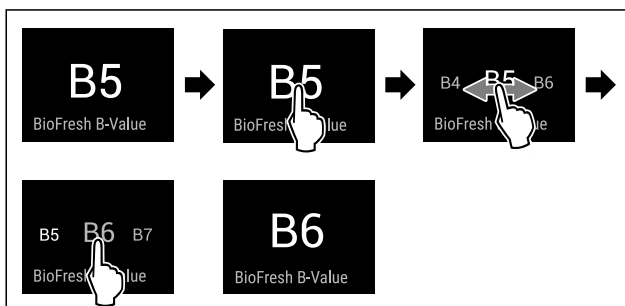 B5
BioFresh B-Value
B5
BioFresh lue
B4 B5 B6
BioFresh lue
B5 B6 B7
BioFresh lue
B6
BioFresh B-Value